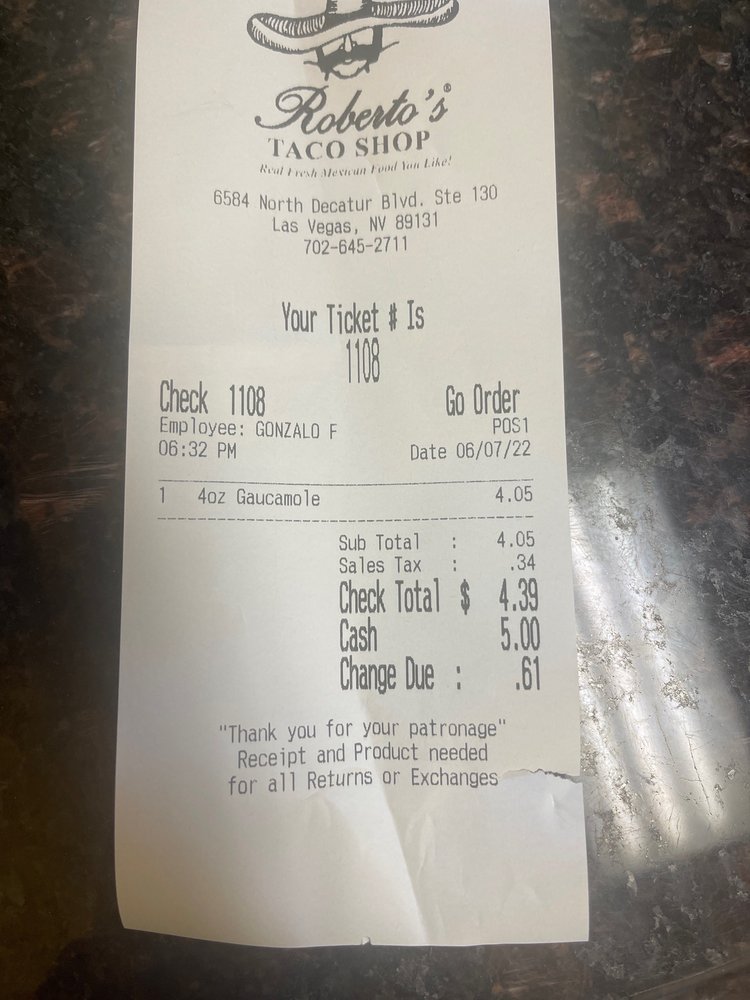 Roberto's®
TACO SHOP
Real Fresh Mexican Food You Like!
6584 North Decatur Blvd. Ste 130
Las Vegas, NV 89131
702-645-2711
Your Ticket # Is
1108
Check 1108 Go Order
Employee: GONZALO F POS1
06:32 PM Date 06/07/22
1 4oz Gaucamole 4.05
Sub Total : 4.05
Sales Tax : .34
Check Total $ 4.39
Cash 5.00
Change Due : .61
"Thank you for your patronage"
Receipt and Product needed
for all Returns or Exchanges